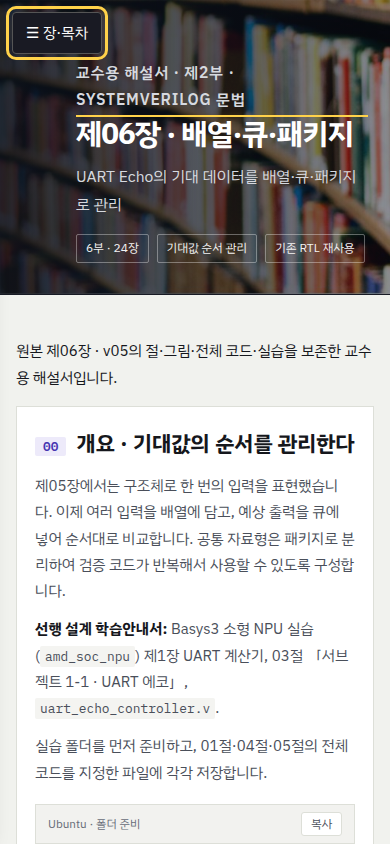 ☰ 장·목차
교수용 해설서 · 제2부 ·
SYSTEMVERILOG 문법
제06장 · 배열·큐·패키지
UART Echo의 기대 데이터를 배열·큐·패키지
로 관리
6부 · 24장
기대값 순서 관리
기존 RTL 재사용
원본 제06장 · v05의 절·그림·전체 코드·실습을 보존한 교수
용 해설서입니다.
00 개요 · 기대값의 순서를 관리한다
제05장에서는 구조체로 한 번의 입력을 표현했습니
다. 이제 여러 입력을 배열에 담고, 예상 출력을 큐에
넣어 순서대로 비교합니다. 공통 자료형은 패키지로 분
리하여 검증 코드가 반복해서 사용할 수 있도록 구성합
니다.
선행 설계 학습안내서: Basys3 소형 NPU 실습
(amd_soc_npu) 제1장 UART 계산기, 03절 「서브
젝트 1-1 · UART 에코」,
uart_echo_controller.v.
실습 폴더를 먼저 준비하고, 01절·04절·05절의 전체
코드를 지정한 파일에 각각 저장합니다.
Ubuntu · 폴더 준비
복사